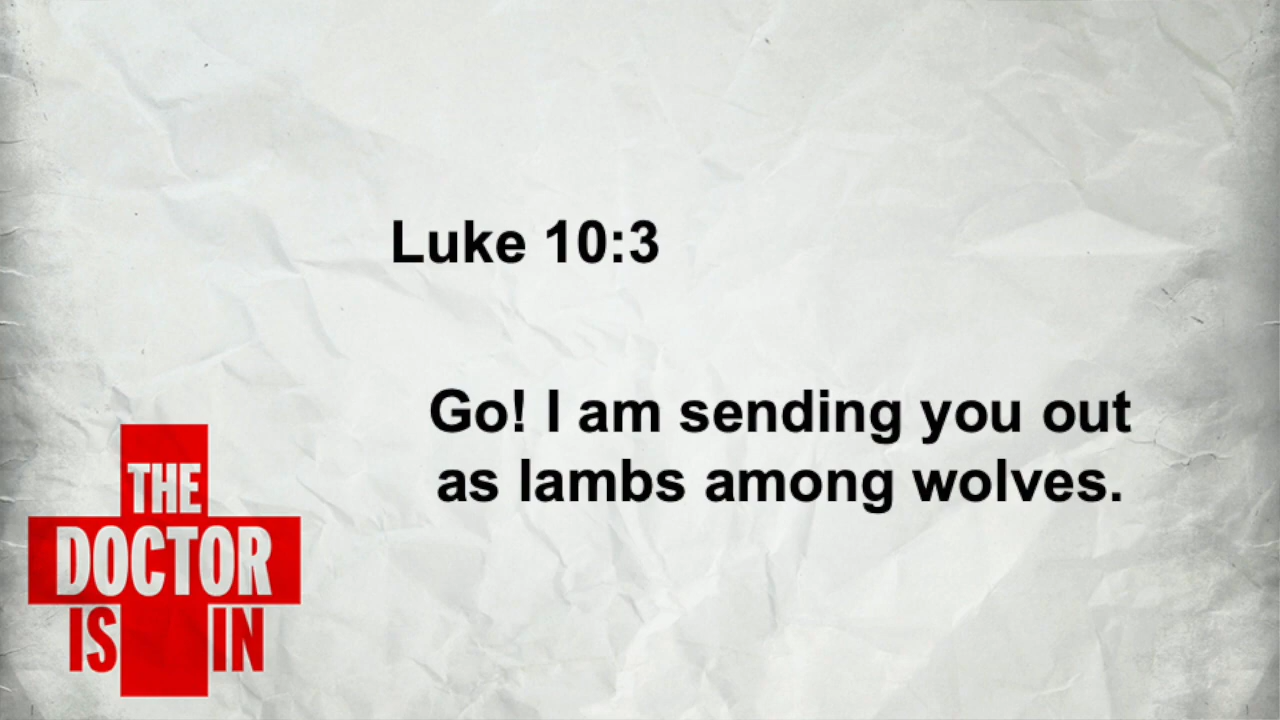 Luke 10:3
Go! I am sending you out
as lambs among wolves.
THE
DOCTOR
IS IN